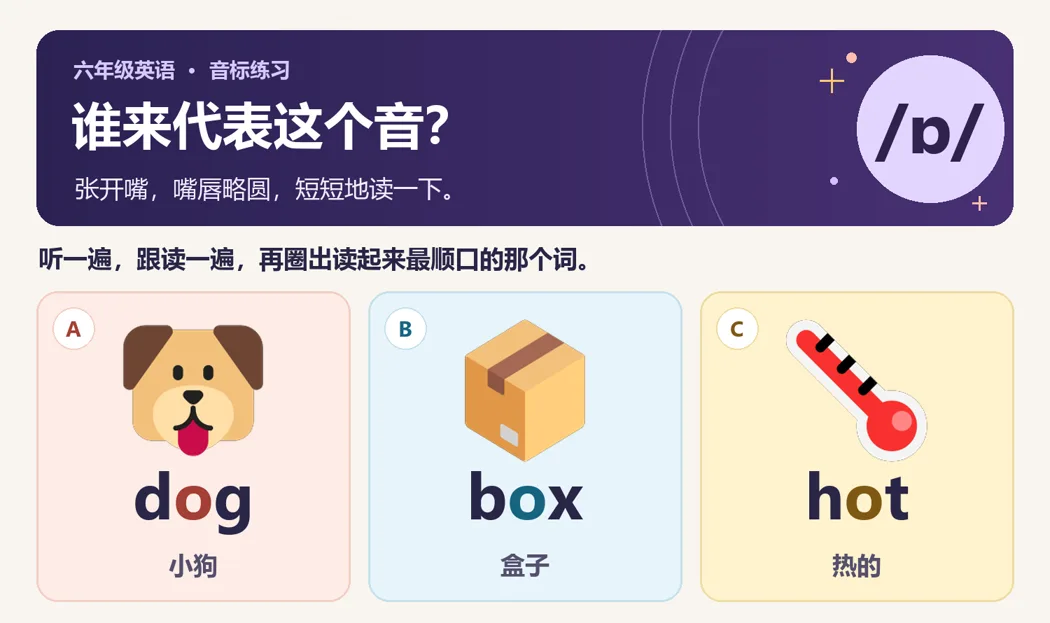 六年级英语 · 音标练习
谁来代表这个音?
张开嘴，嘴唇略圆，短短地读一下。
/ɒ/
听一遍，跟读一遍，再圈出读起来最顺口的那个词。
A
dog
小狗
B
box
盒子
C
hot
热的